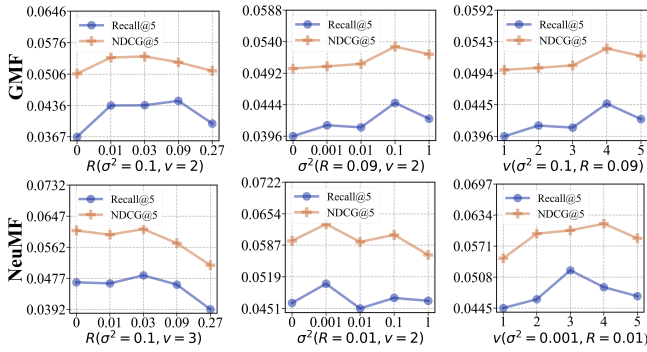 GMF
0.0646
0.0576
0.0506
0.0436
0.0367
Recall@5
NDCG@5
0 0.01 0.03 0.09 0.27
R(σ² = 0.1, v = 2)
0.0588
0.0540
0.0492
0.0444
0.0396
Recall@5
NDCG@5
0 0.001 0.01 0.1 1
σ²(R = 0.09, v = 2)
0.0592
0.0543
0.0494
0.0445
0.0396
Recall@5
NDCG@5
1 2 3 4 5
v(σ² = 0.1, R = 0.09)
NeuMF
0.0732
0.0647
0.0562
0.0477
0.0392
Recall@5
NDCG@5
0 0.01 0.03 0.09 0.27
R(σ² = 0.1, v = 3)
0.0722
0.0654
0.0587
0.0519
0.0451
Recall@5
NDCG@5
0 0.001 0.01 0.1 1
σ²(R = 0.01, v = 2)
0.0697
0.0634
0.0571
0.0508
0.0445
Recall@5
NDCG@5
1 2 3 4 5
v(σ² = 0.001, R = 0.01)